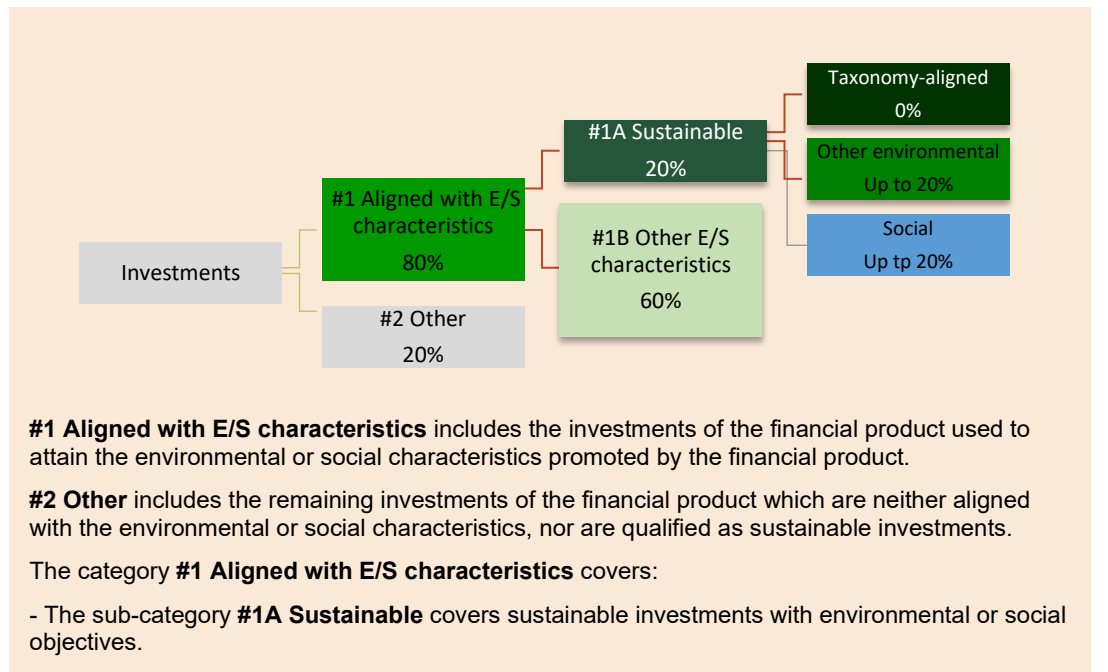 Investments
#1 Aligned with E/S
characteristics
80%
#2 Other
20%
#1A Sustainable
20%
#1B Other E/S
characteristics
60%
Taxonomy-aligned
0%
Other environmental
Up to 20%
Social
Up tp 20%
#1 Aligned with E/S characteristics includes the investments of the financial product used to
attain the environmental or social characteristics promoted by the financial product.
#2 Other includes the remaining investments of the financial product which are neither aligned
with the environmental or social characteristics, nor are qualified as sustainable investments.
The category #1 Aligned with E/S characteristics covers:
- The sub-category #1A Sustainable covers sustainable investments with environmental or social
objectives.